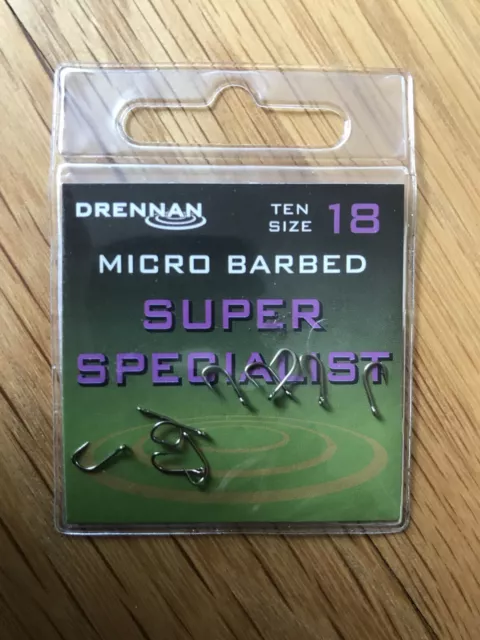 DRENNAN
TEN
SIZE 18
MICRO BARBED
SUPER
SPECIALIST